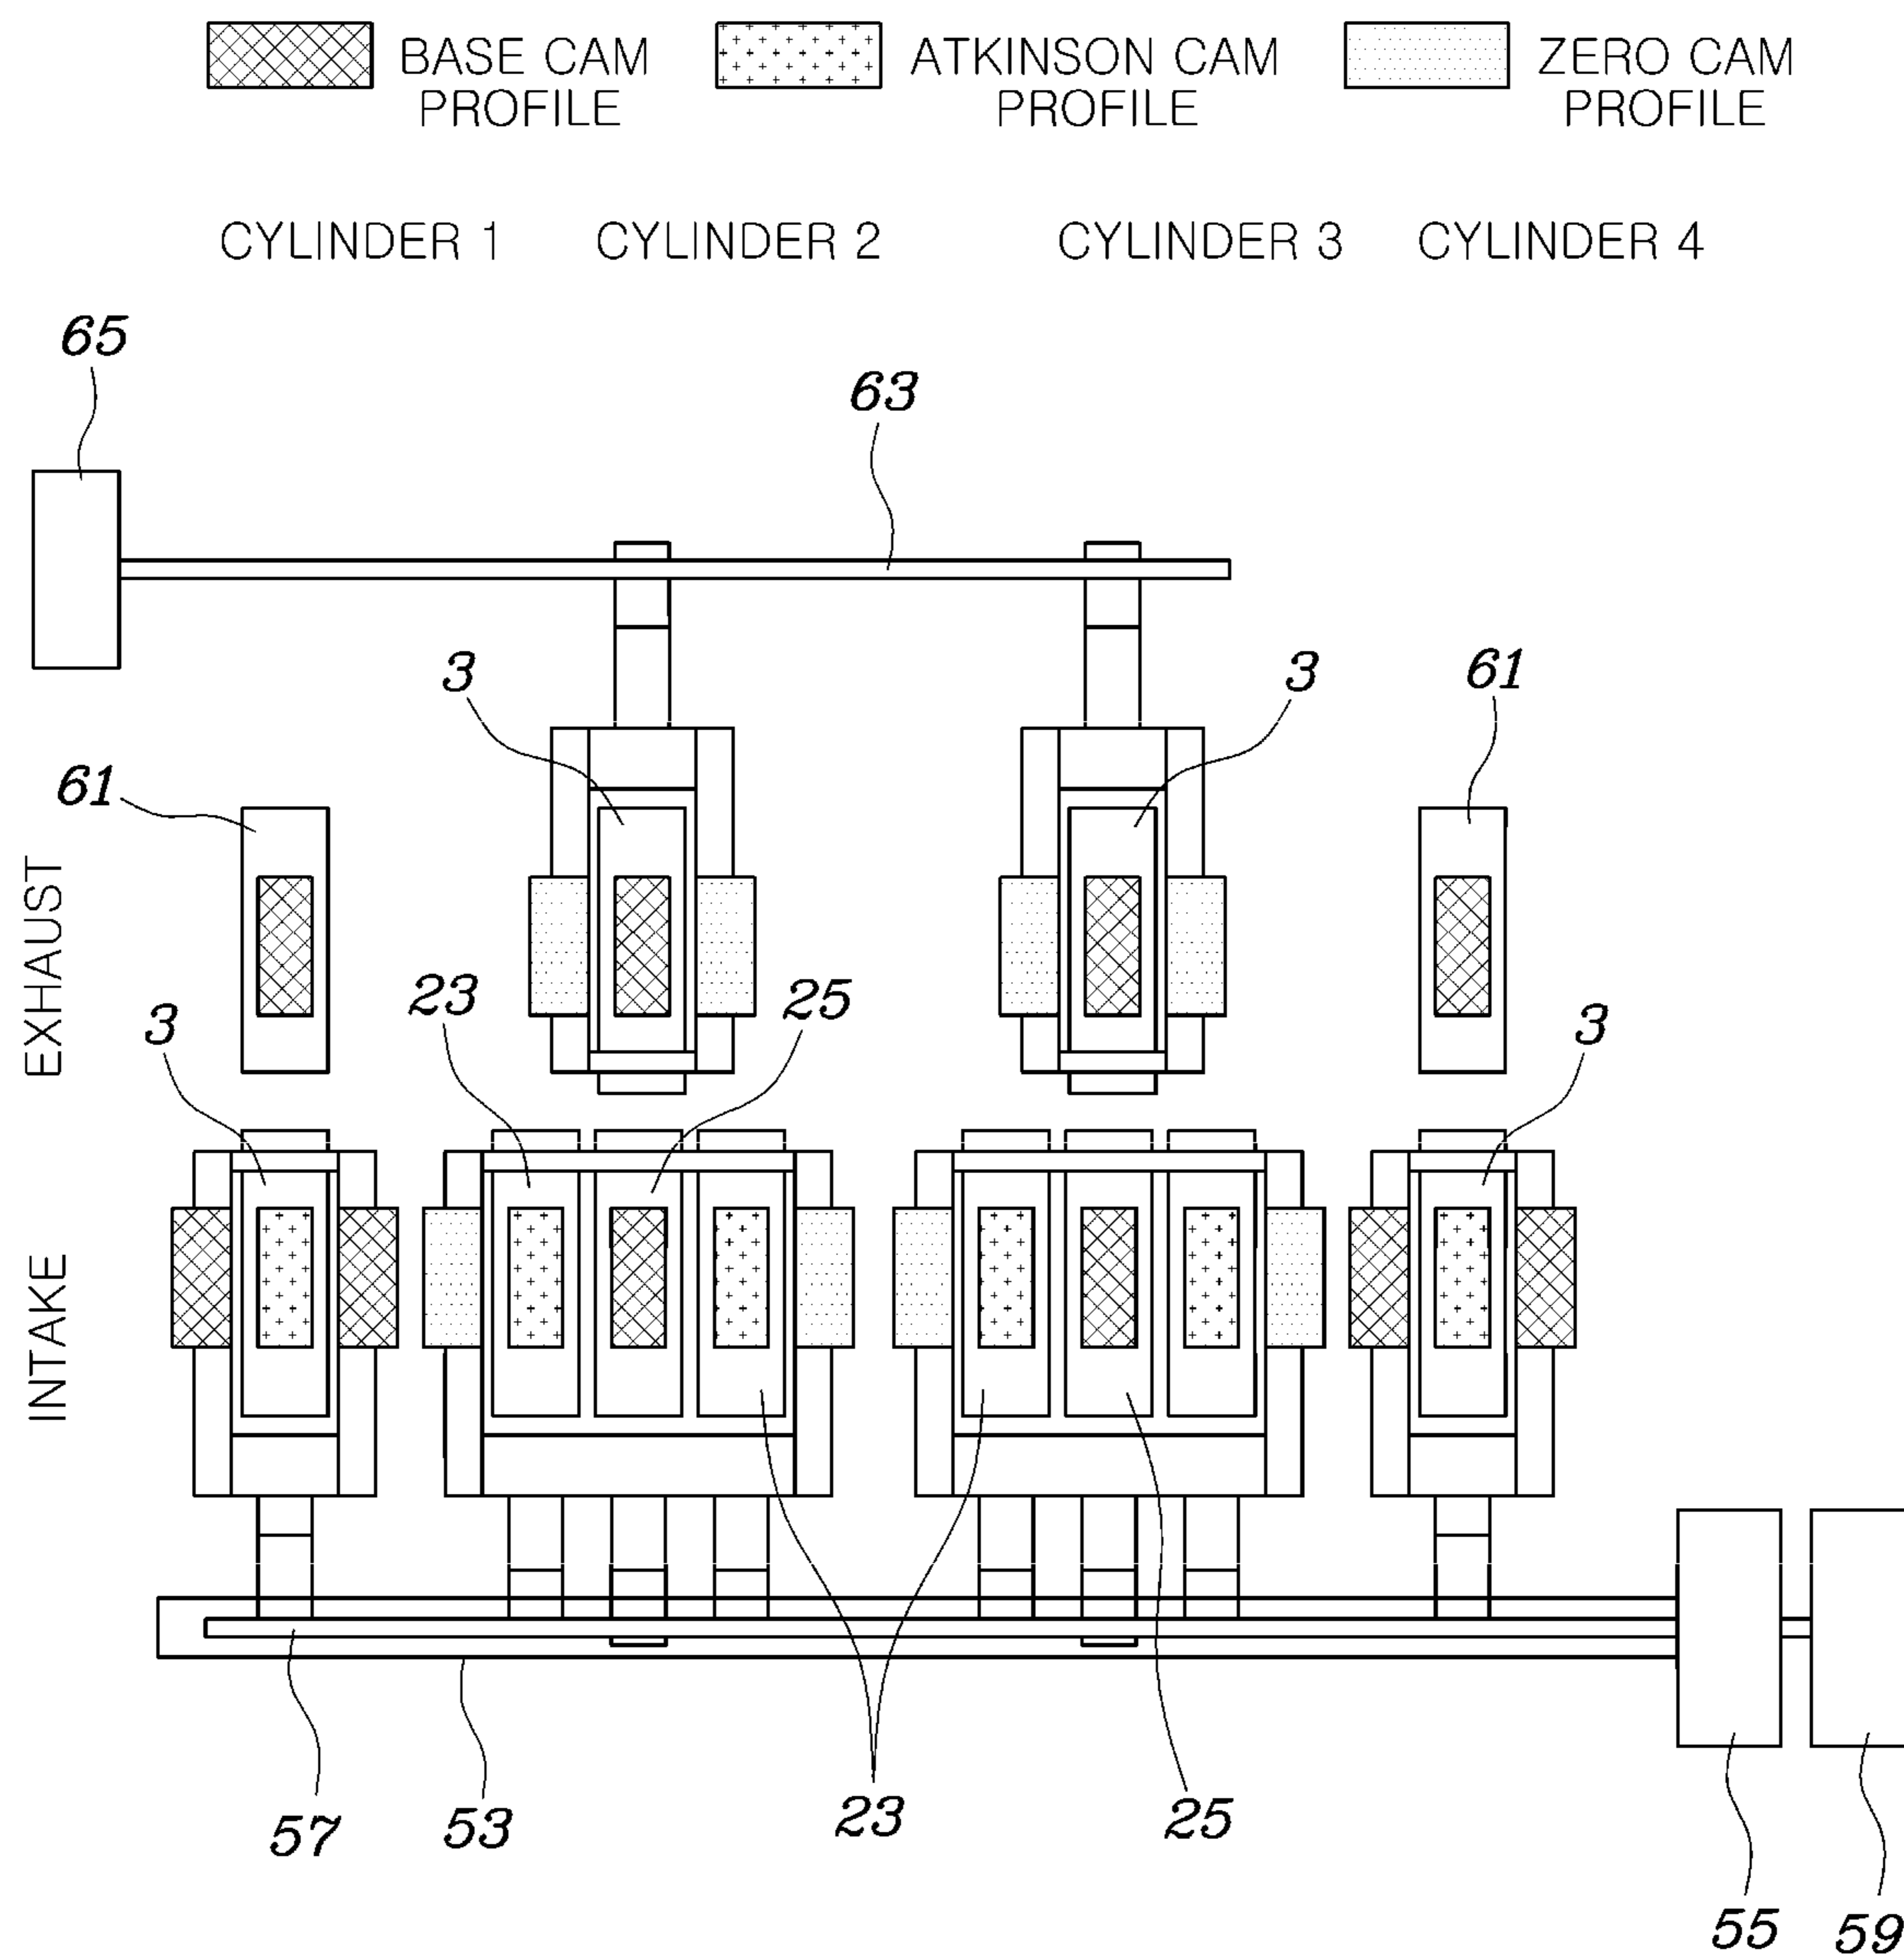 BASE CAM
PROFILE
ATKINSON CAM
PROFILE
ZERO CAM
PROFILE
CYLINDER 1
CYLINDER 2
CYLINDER 3
CYLINDER 4
65
63
3
3
61
61
EXHAUST
23
25
3
3
INTAKE
57
53
23
25
55
59